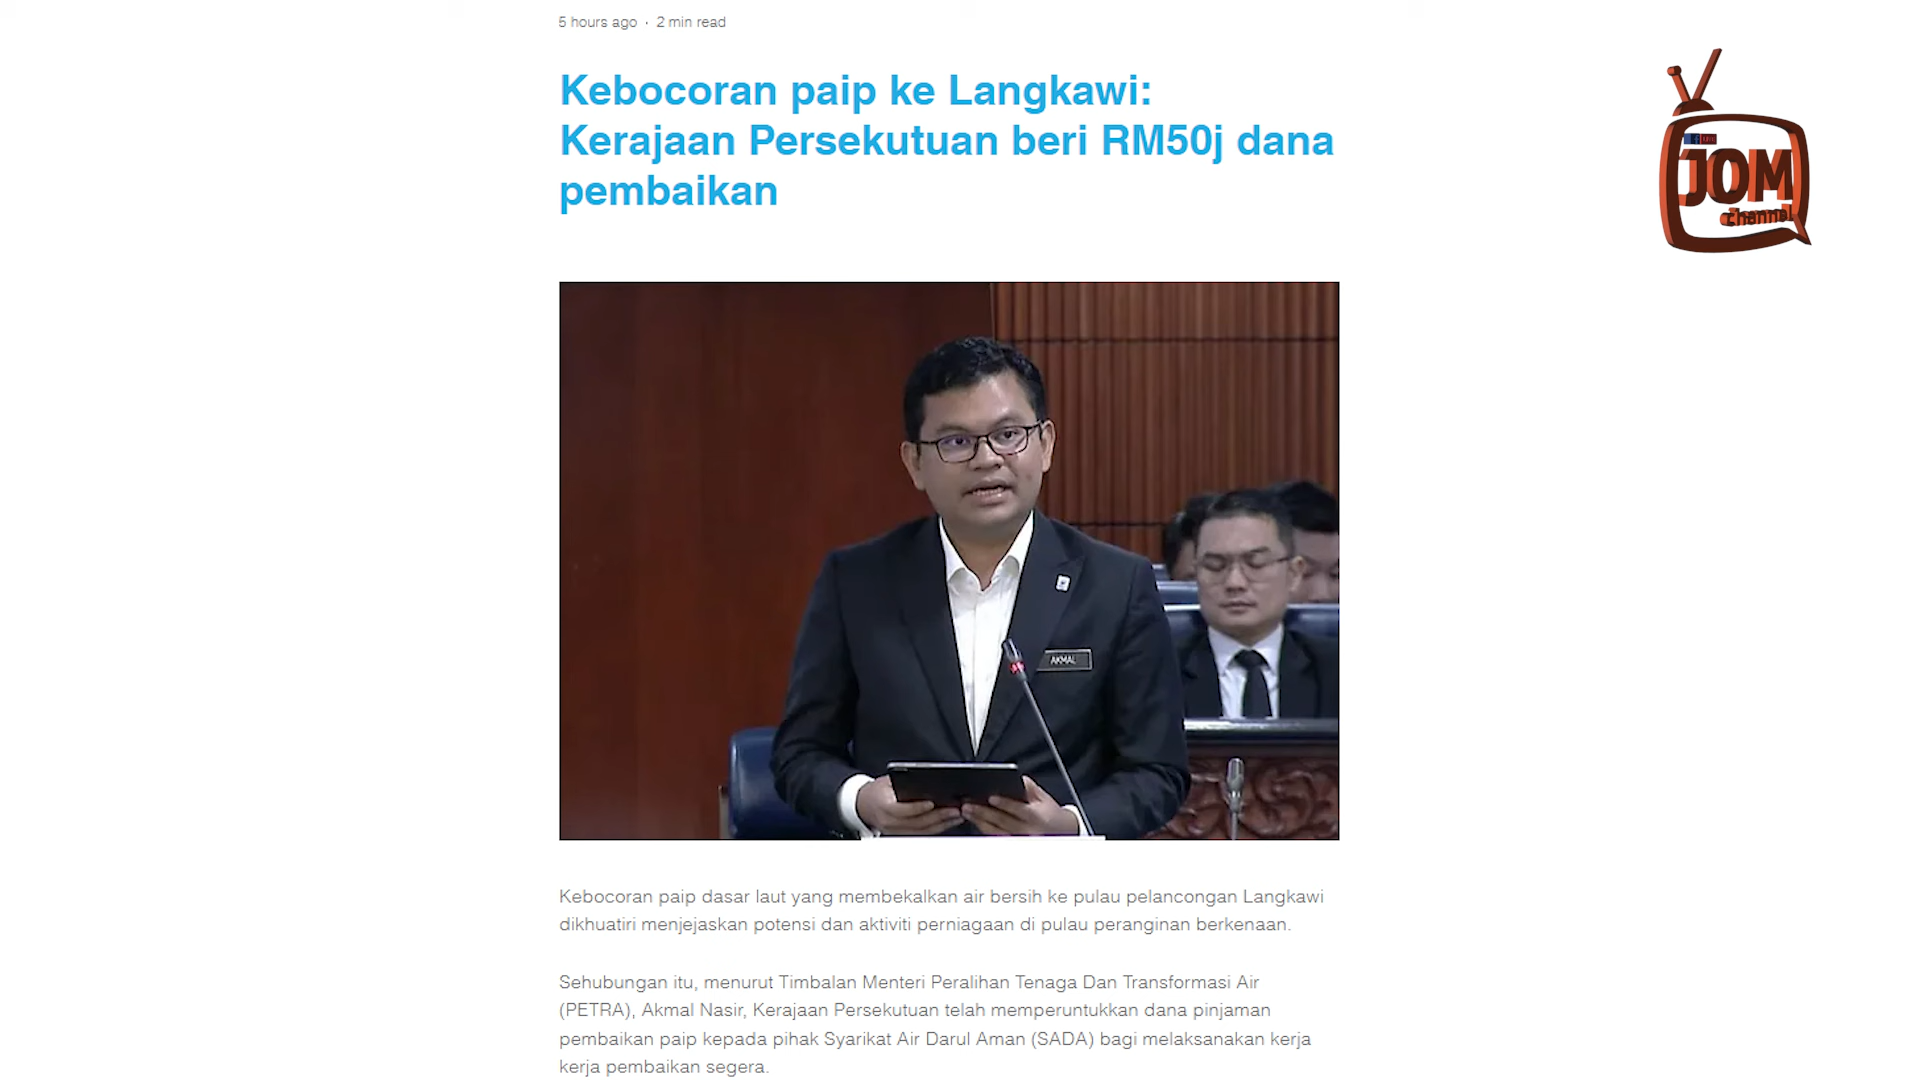 5 hours ago · 2 min read
Kebocoran paip ke Langkawi:
Kerajaan Persekutuan beri RM50j dana
pembaikan
JOM
channel
AKMAL
Kebocoran paip dasar laut yang membekalkan air bersih ke pulau pelancongan Langkawi
dikhuatiri menjejaskan potensi dan aktiviti perniagaan di pulau peranginan berkenaan.
Sehubungan itu, menurut Timbalan Menteri Peralihan Tenaga Dan Transformasi Air
(PETRA), Akmal Nasir, Kerajaan Persekutuan telah memperuntukkan dana pinjaman
pembaikan paip kepada pihak Syarikat Air Darul Aman (SADA) bagi melaksanakan kerja
kerja pembaikan segera.